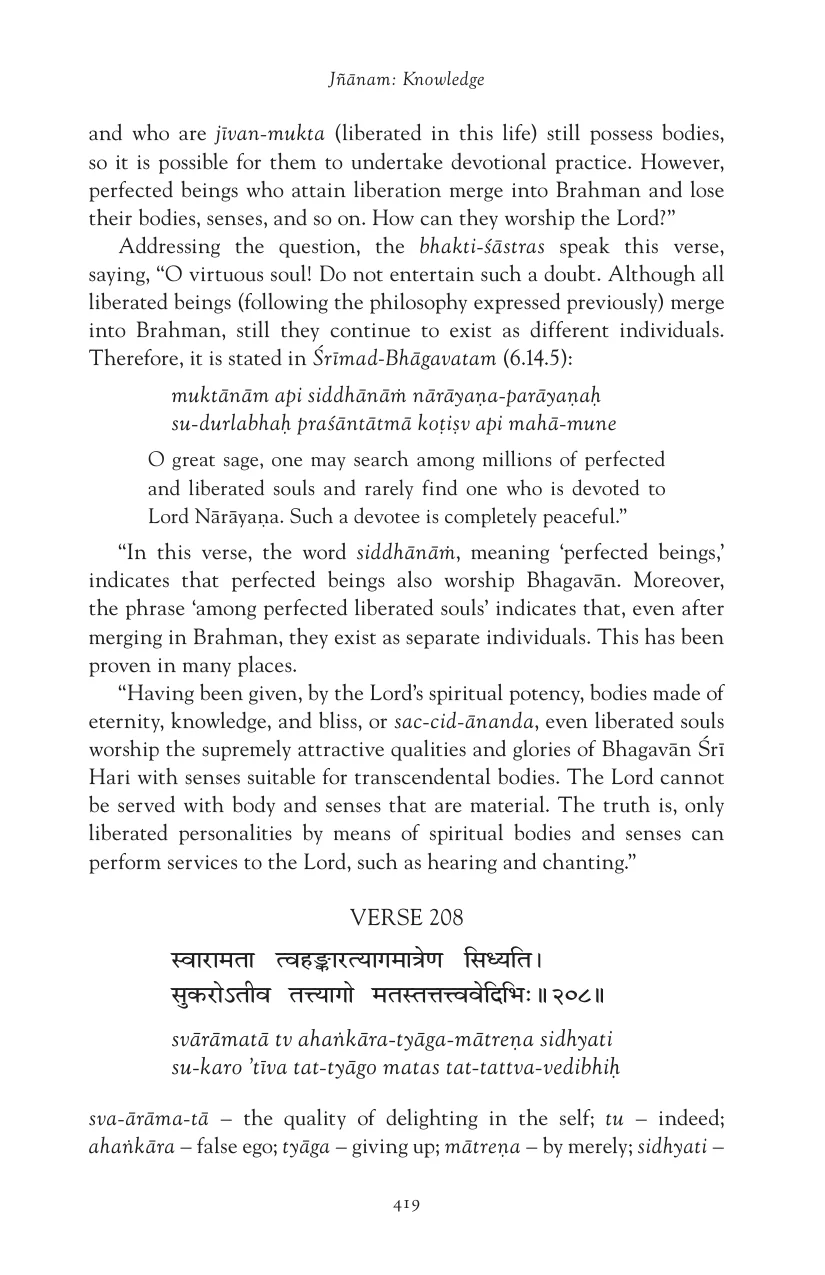 Jñānam: Knowledge
and who are jīvan-mukta (liberated in this life) still possess bodies,
so it is possible for them to undertake devotional practice. However,
perfected beings who attain liberation merge into Brahman and lose
their bodies, senses, and so on. How can they worship the Lord?”
Addressing the question, the bhakti-śāstras speak this verse,
saying, “O virtuous soul! Do not entertain such a doubt. Although all
liberated beings (following the philosophy expressed previously) merge
into Brahman, still they continue to exist as different individuals.
Therefore, it is stated in Śrīmad-Bhāgavatam (6.14.5):
muktānām api siddhānāṁ nārāyaṇa-parāyaṇaḥ
su-durlabhaḥ praśāntātmā koṭiṣv api mahā-mune
O great sage, one may search among millions of perfected
and liberated souls and rarely find one who is devoted to
Lord Nārāyaṇa. Such a devotee is completely peaceful.”
“In this verse, the word siddhānāṁ, meaning ‘perfected beings,’
indicates that perfected beings also worship Bhagavān. Moreover,
the phrase ‘among perfected liberated souls’ indicates that, even after
merging in Brahman, they exist as separate individuals. This has been
proven in many places.
“Having been given, by the Lord’s spiritual potency, bodies made of
eternity, knowledge, and bliss, or sac-cid-ānanda, even liberated souls
worship the supremely attractive qualities and glories of Bhagavān Śrī
Hari with senses suitable for transcendental bodies. The Lord cannot
be served with body and senses that are material. The truth is, only
liberated personalities by means of spiritual bodies and senses can
perform services to the Lord, such as hearing and chanting.”
VERSE 208
स्वारामता त्वहङ्कारत्यागमात्रेण सिध्यति।
सुकरोऽतीव तत्त्यागो मतस्तत्तत्त्ववेदिभिः॥२०८॥
svārāmatā tv ahaṅkāra-tyāga-mātreṇa sidhyati
su-karo ’tīva tat-tyāgo matas tat-tattva-vedibhiḥ
sva-ārāma-tā – the quality of delighting in the self; tu – indeed;
ahaṅkāra – false ego; tyāga – giving up; mātreṇa – by merely; sidhyati –
419